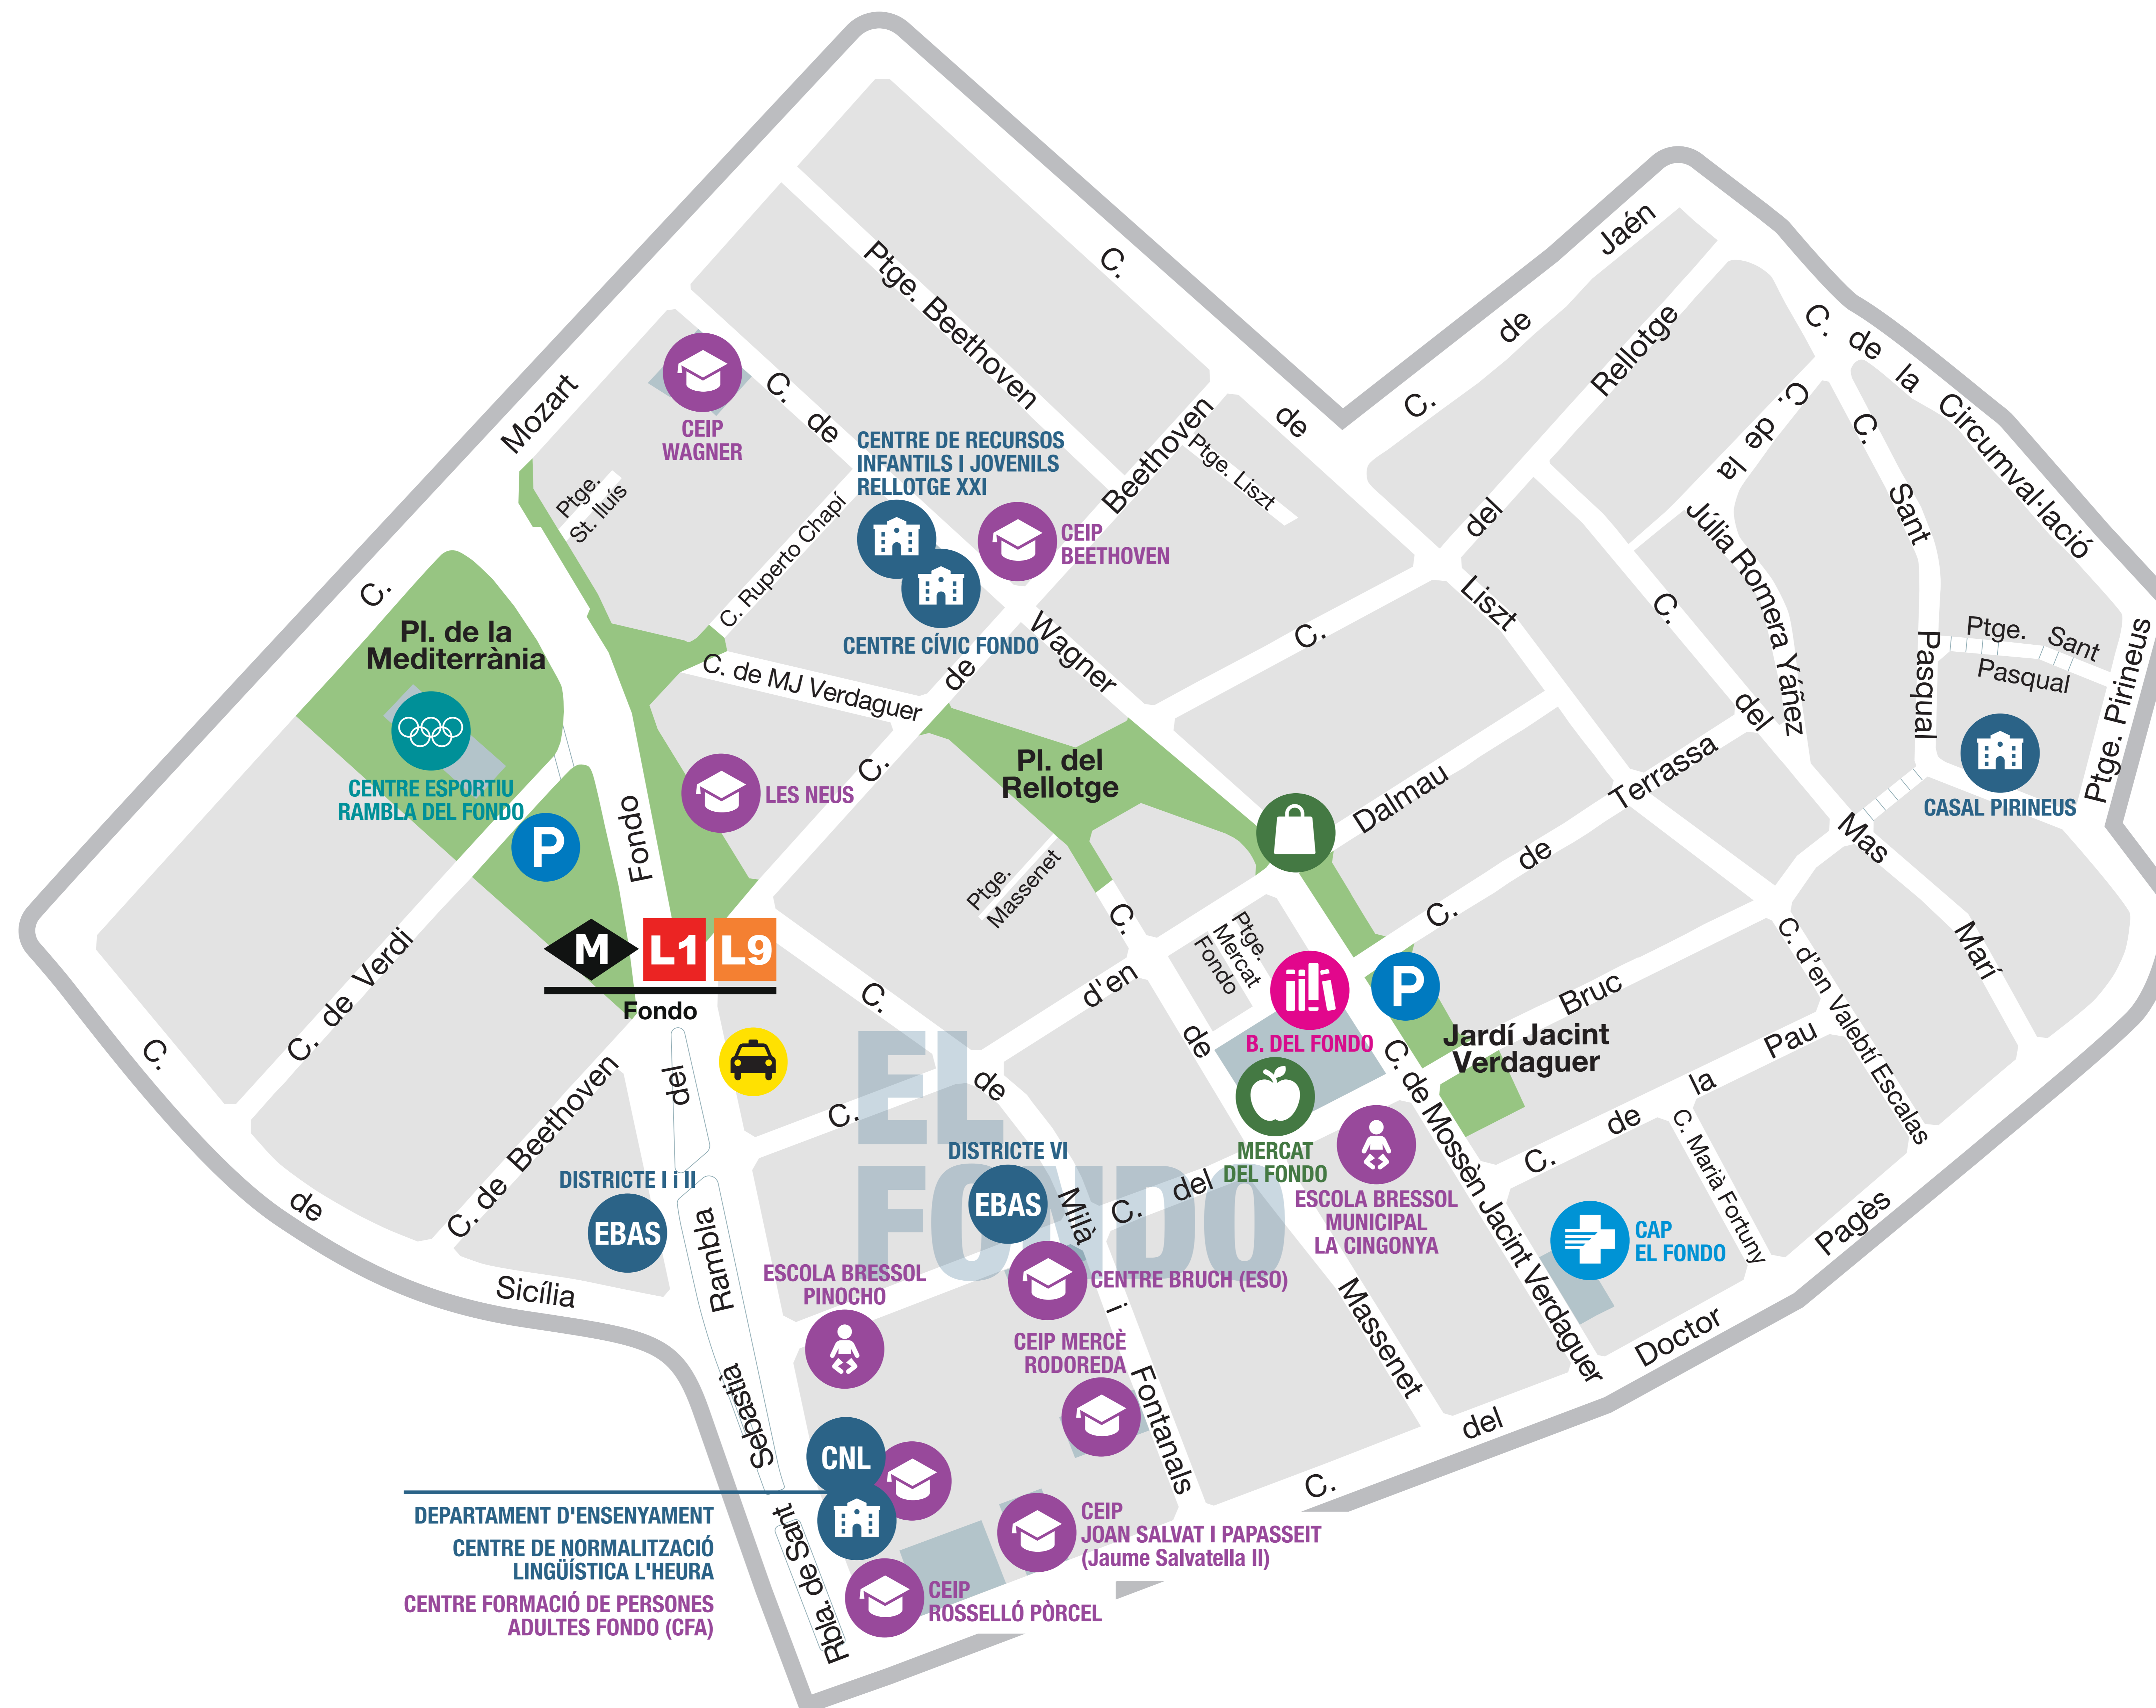 C. de Jaén
C. del Rellotge
Ptge. Beethoven
C. de Liszt
C. de la Circumval·lació
C. Mozart
CEIP
WAGNER
C. de Wagner
Ptge.
St. lluís
C. Ruperto Chapí
CENTRE DE RECURSOS
INFANTILS I JOVENILS
RELLOTGE XXI
CEIP
BEETHOVEN
CENTRE CÍVIC FONDO
C. de Beethoven
Ptge. Liszt
C. de la
Júlia Romera Yáñez
C. Sant Pasqual
Ptge. Sant
Pasqual
Ptge. Pirineus
CASAL PIRINEUS
Pl. de la
Mediterrània
CENTRE ESPORTIU
RAMBLA DEL FONDO
P
C. de MJ Verdaguer
LES NEUS
Pl. del
Rellotge
Ptge.
Massenet
C. d'en Dalmau
C. de Terrassa
C. del Mas Marí
C. de Verdi
M
L1
L9
Fondo
Rambla del Fondo
C. de Sicília
C. de Beethoven
DISTRICTE I i II
EBAS
EL
FONDO
Ptge.
Mercat
Fondo
B. DEL FONDO
P
MERCAT
DEL FONDO
Jardí Jacint
Verdaguer
C. del Bruc
C. de la Pau
C. d'en Valebtí Escalas
C. Marià Fortuny
C. de Mossèn Jacint Verdaguer
C. de Massenet
C. de Milà i Fontanals
DISTRICTE VI
EBAS
ESCOLA BRESSOL
MUNICIPAL
LA CINGONYA
CAP
EL FONDO
CENTRE BRUCH (ESO)
ESCOLA BRESSOL
PINOCHO
CEIP MERCÈ
RODOREDA
CNL
DEPARTAMENT D'ENSENYAMENT
CENTRE DE NORMALITZACIÓ
LINGÜÍSTICA L'HEURA
CENTRE FORMACIÓ DE PERSONES
ADULTES FONDO (CFA)
CEIP
JOAN SALVAT I PAPASSEIT
(Jaume Salvatella II)
CEIP
ROSSELLÓ PÒRCEL
Rbla. de Sant Sebastià
C. del Doctor Pagès